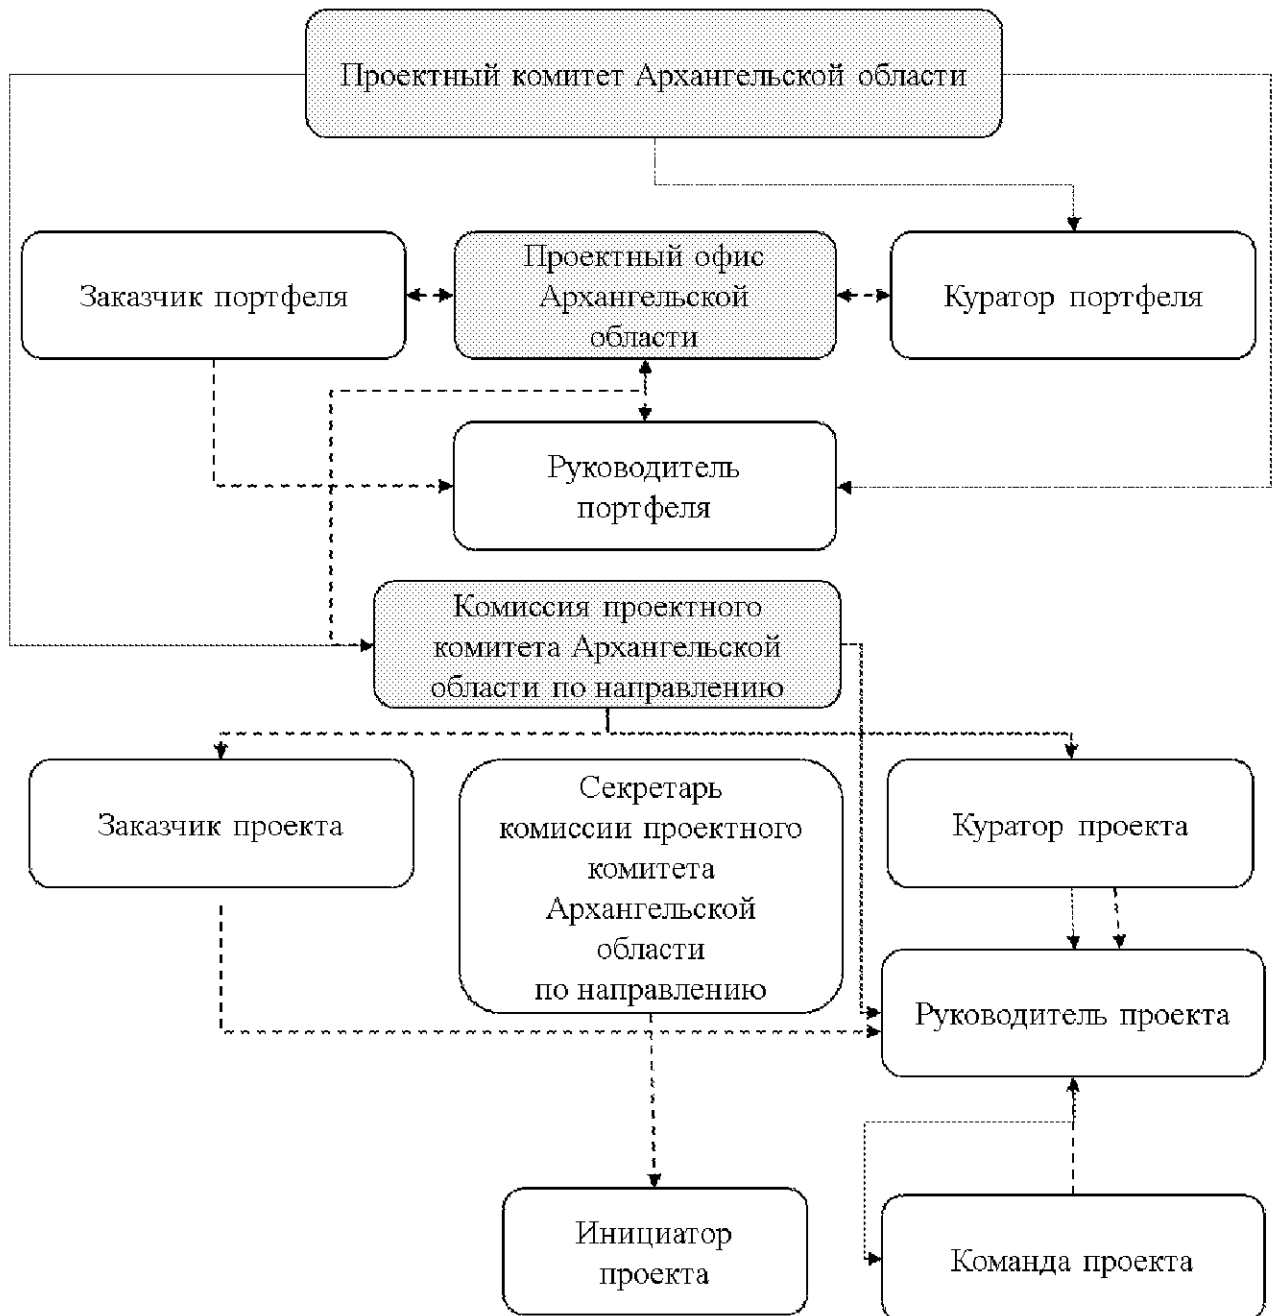 Проектный комитет Архангельской области
Заказчик портфеля
Проектный офис
Архангельской
области
Куратор портфеля
Руководитель
портфеля
Комиссия проектного
комитета Архангельской
области по направлению
Заказчик проекта
Секретарь
комиссии проектного
комитета
Архангельской
области
по направлению
Куратор проекта
Руководитель проекта
Инициатор
проекта
Команда проекта